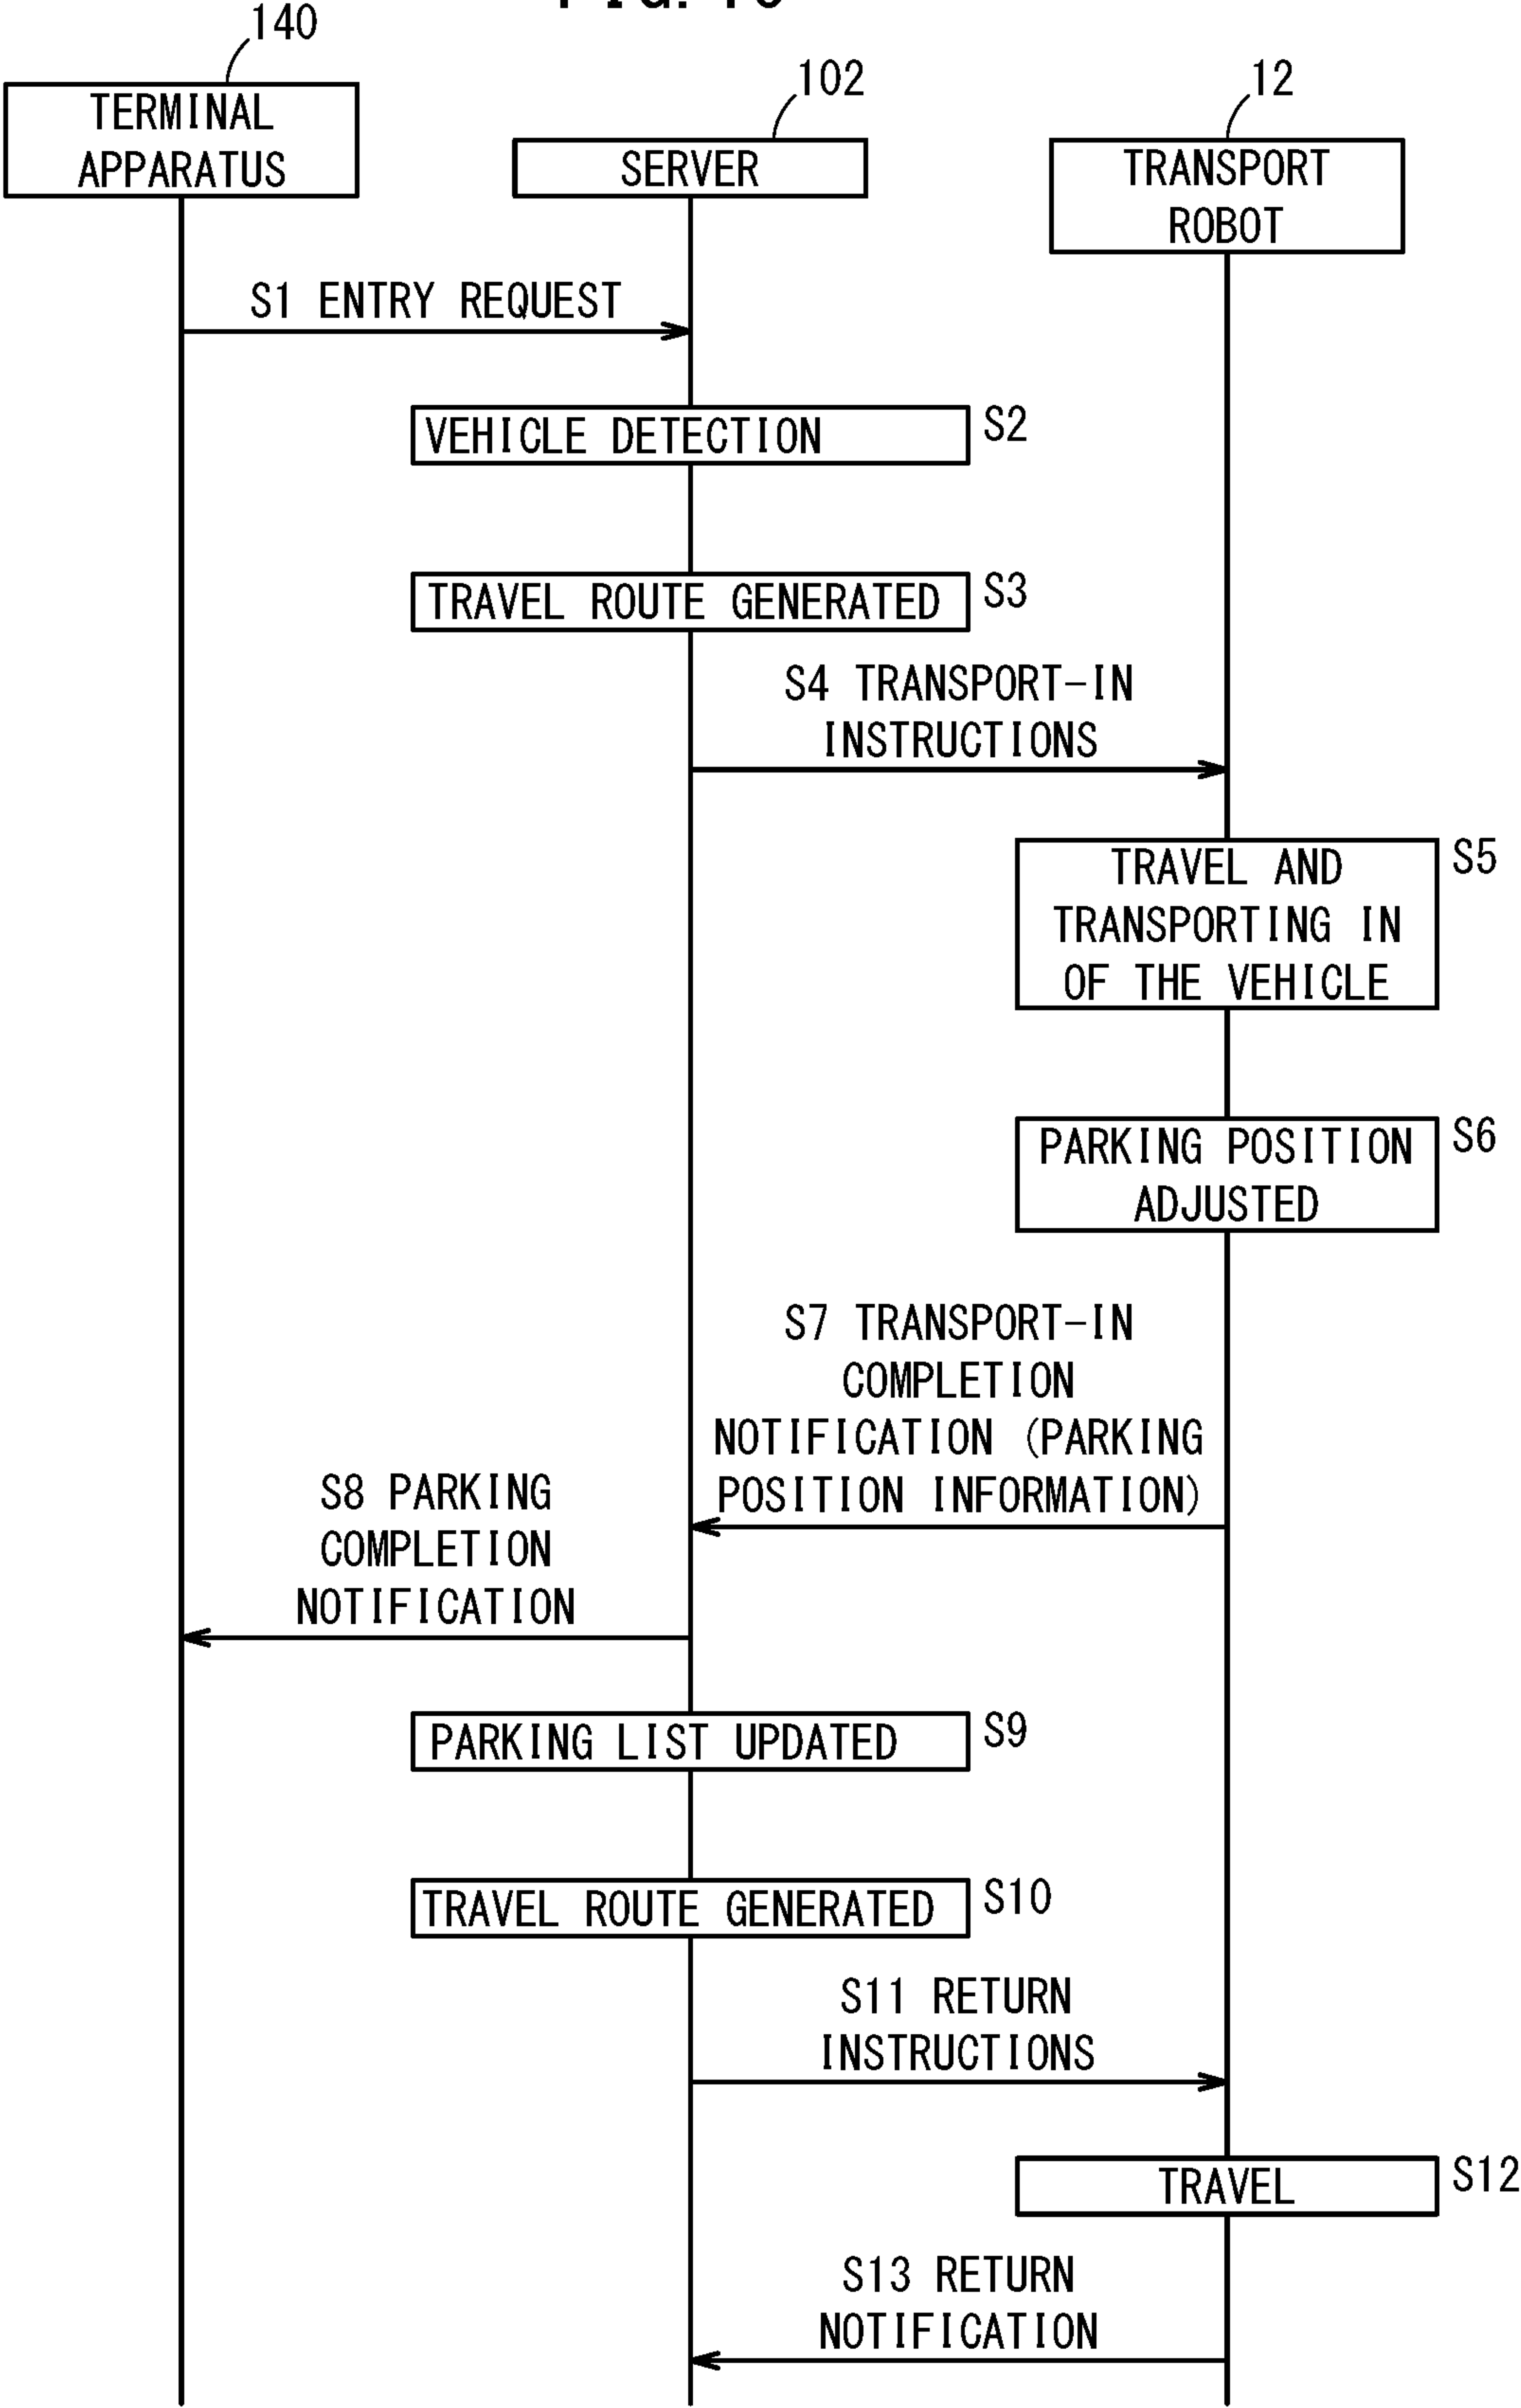 FIG.
140
TERMINAL
APPARATUS
102
SERVER
12
TRANSPORT
ROBOT
S1 ENTRY REQUEST
VEHICLE DETECTION S2
TRAVEL ROUTE GENERATED S3
S4 TRANSPORT-IN
INSTRUCTIONS
TRAVEL AND S5
TRANSPORTING IN
OF THE VEHICLE
PARKING POSITION S6
ADJUSTED
S7 TRANSPORT-IN
COMPLETION
NOTIFICATION (PARKING
POSITION INFORMATION)
S8 PARKING
COMPLETION
NOTIFICATION
PARKING LIST UPDATED S9
TRAVEL ROUTE GENERATED S10
S11 RETURN
INSTRUCTIONS
TRAVEL S12
S13 RETURN
NOTIFICATION